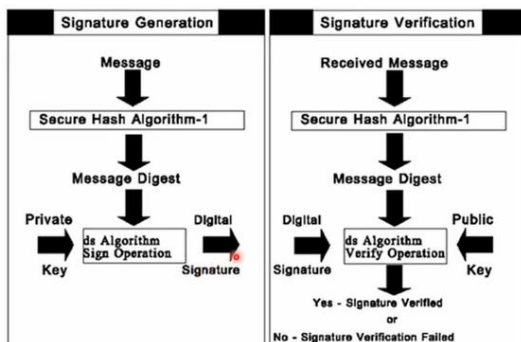 Signature Generation
Message
Secure Hash Algorithm-1
Message Digest
Private
Key
ds Algorithm
Sign Operation
Digital
Signature
Signature Verification
Received Message
Secure Hash Algorithm-1
Message Digest
Digital
Signature
ds Algorithm
Verify Operation
Public
Key
Yes - Signature Verified
or
No - Signature Verification Failed